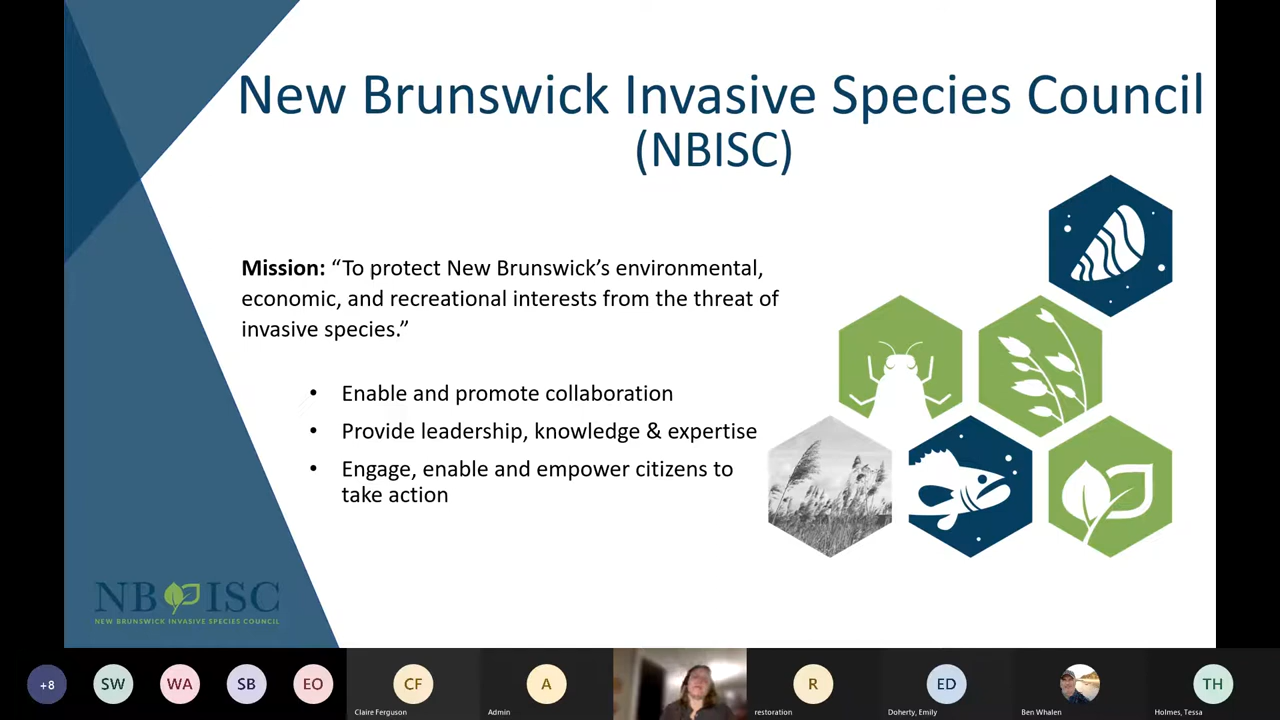 New Brunswick Invasive Species Council
(NBISC)
Mission: “To protect New Brunswick’s environmental,
economic, and recreational interests from the threat of
invasive species.”
• Enable and promote collaboration
• Provide leadership, knowledge & expertise
• Engage, enable and empower citizens to
take action
NB ISC
NEW BRUNSWICK INVASIVE SPECIES COUNCIL
+8
SW
WA
SB
EO
CF
A
R
ED
TH
Claire Ferguson
Admin
restoration
Doherty, Emily
Ben Whalen
Holmes, Tessa